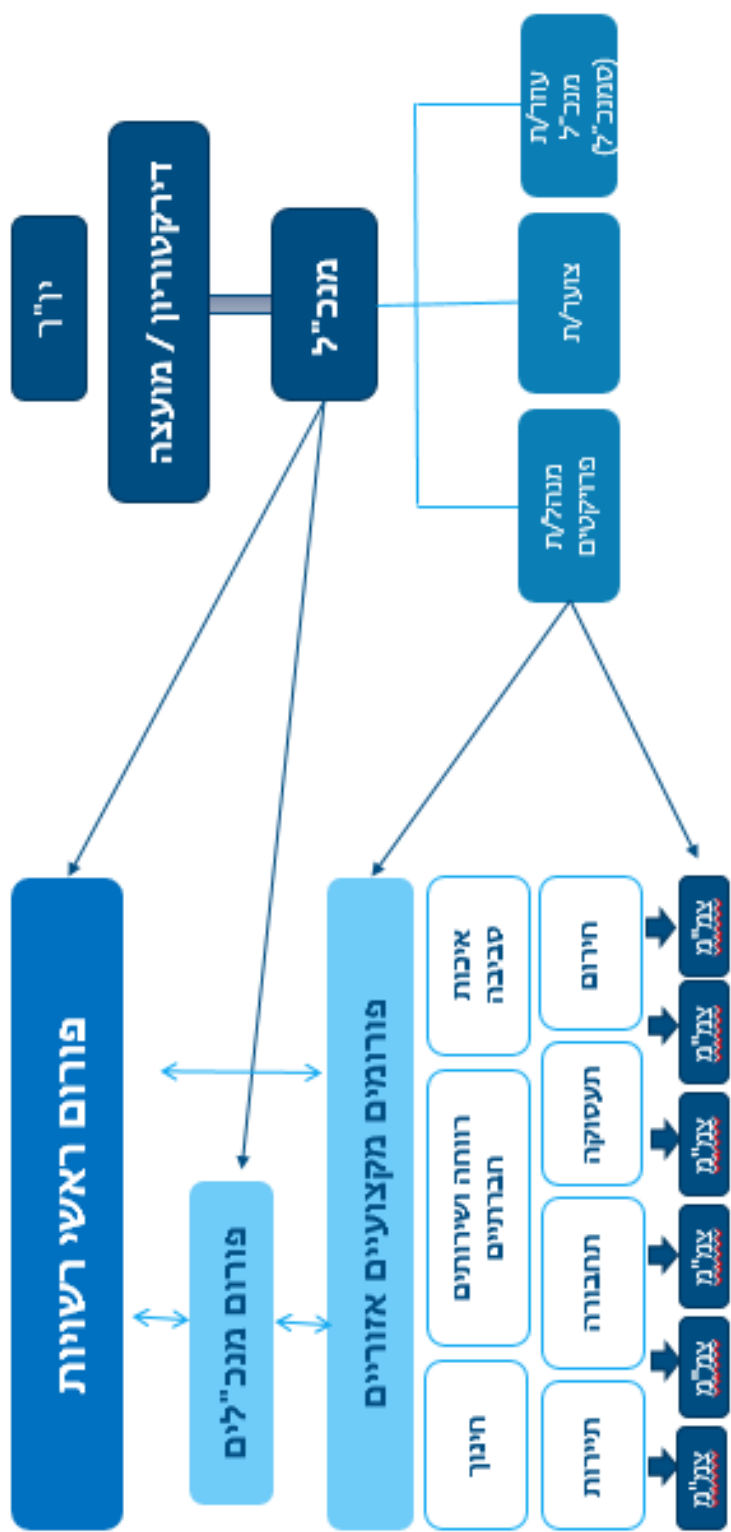 יו"ר
דירקטוריון / מועצה
מנכ"ל
עוזר/ת
מנכ"ל
(סמנכ"ל)
צוער/ת
מנהל/ת
פרויקטים
פורום ראשי רשויות
פורום מנכ"לים
פורומים מקצועיים אזוריים
איכות
סביבה
רווחה ושירותים
חברתיים
חינוך
חירום
תעסוקה
תחבורה
תיירות
צמ"מ
צמ"מ
צמ"מ
צמ"מ
צמ"מ
צמ"מ